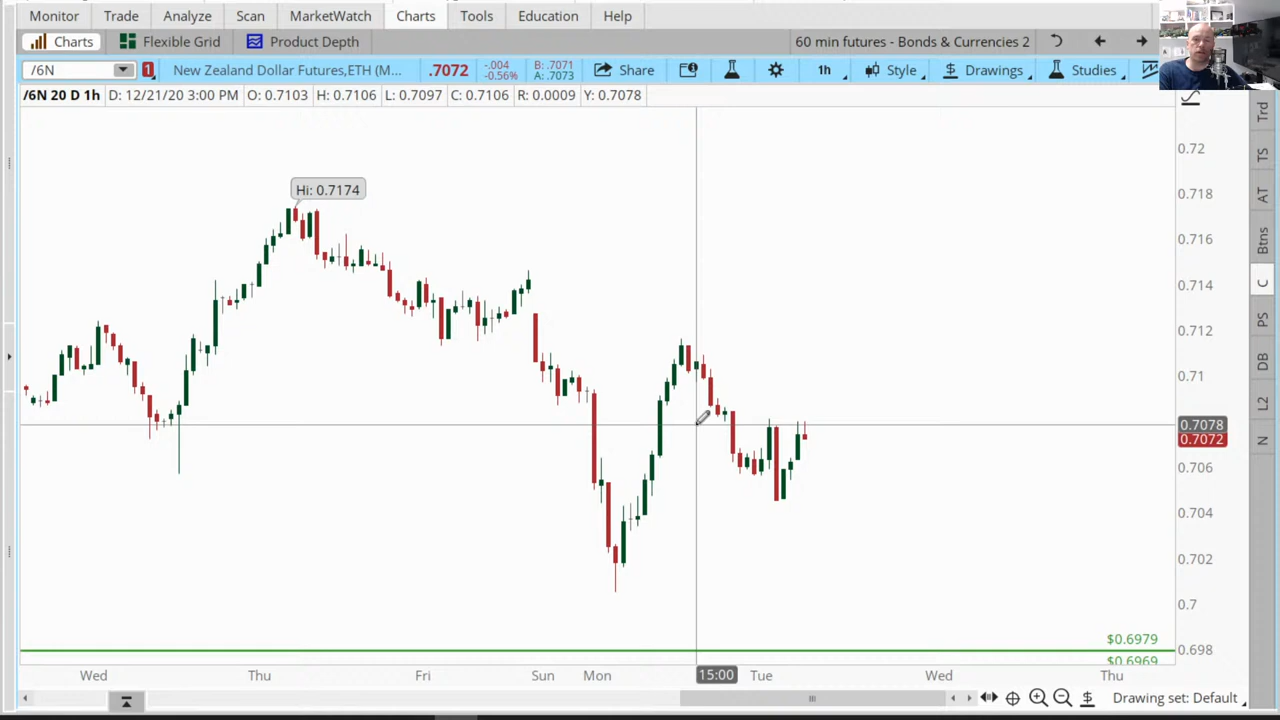 Monitor Trade Analyze Scan MarketWatch Charts Tools Education Help
Charts Flexible Grid Product Depth 60 min futures - Bonds & Currencies 2
/6N 1 New Zealand Dollar Futures,ETH (M... .7072 .004 -0.56% B: .7071 A: .7073 Share 1h Style Drawings Studies
/6N 20 D 1h D: 12/21/20 3:00 PM O: 0.7103 H: 0.7106 L: 0.7097 C: 0.7106 R: 0.0009 Y: 0.7078
Trd
TS
AT
Btns
C
PS
DB
L2
N
0.72
0.718
Hi: 0.7174
0.716
0.714
0.712
0.71
0.7078
0.7072
0.706
0.704
0.702
0.7
$0.6979
0.698
$0.6969
Wed Thu Fri Sun Mon 15:00 Tue Wed Thu
$ Drawing set: Default